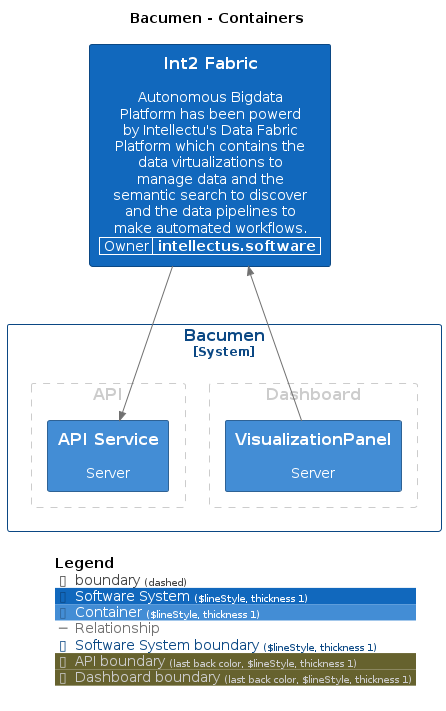 Bacumen - Containers
Int2 Fabric
Autonomous Bigdata
Platform has been powerd
by Intellectu's Data Fabric
Platform which contains the
data virtualizations to
manage data and the
semantic search to discover
and the data pipelines to
make automated workflows.
Owner intellectus.software
Bacumen
[System]
API
Dashboard
API Service
Server
VisualizationPanel
Server
Legend
▯ boundary (dashed)
▯ Software System ($lineStyle, thickness 1)
▯ Container ($lineStyle, thickness 1)
─ Relationship
▯ Software System boundary ($lineStyle, thickness 1)
▯ API boundary (last back color, $lineStyle, thickness 1)
▯ Dashboard boundary (last back color, $lineStyle, thickness 1)